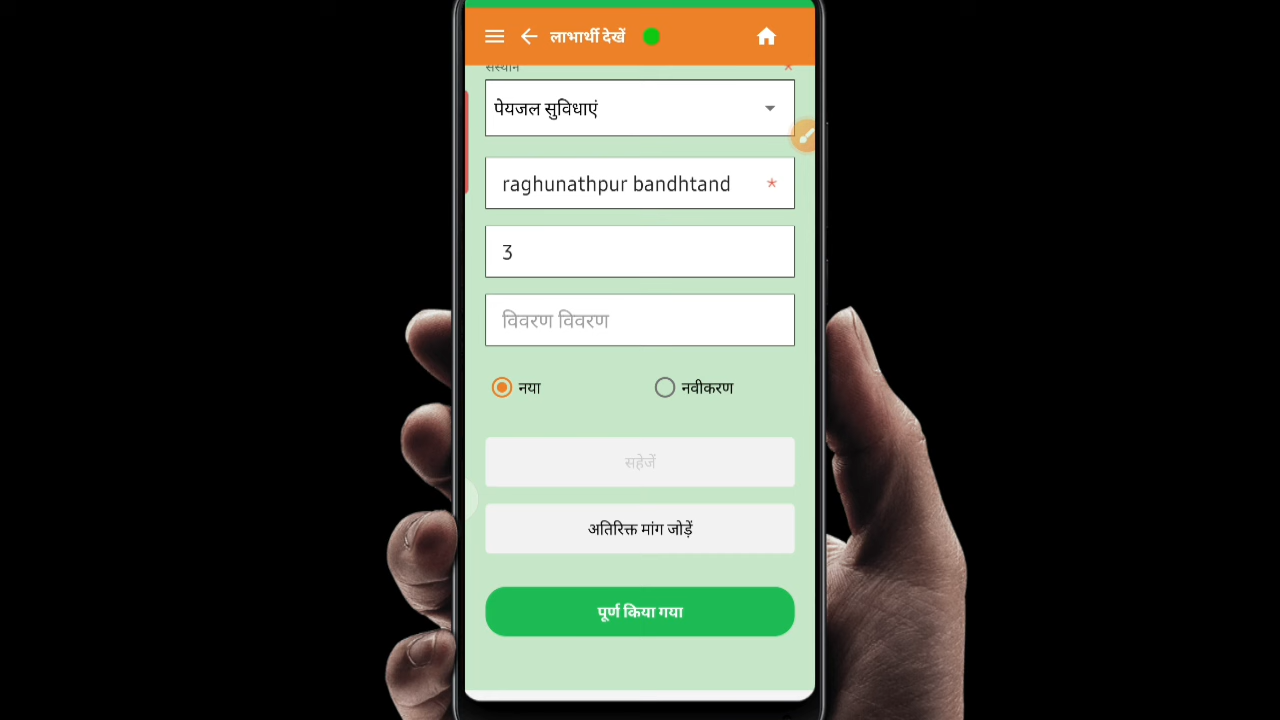 लाभार्थी देखें
संस्थान *
पेयजल सुविधाएं
raghunathpur bandhtand *
3
विवरण विवरण
नया नवीकरण
सहेजें
अतिरिक्त मांग जोड़ें
पूर्ण किया गया